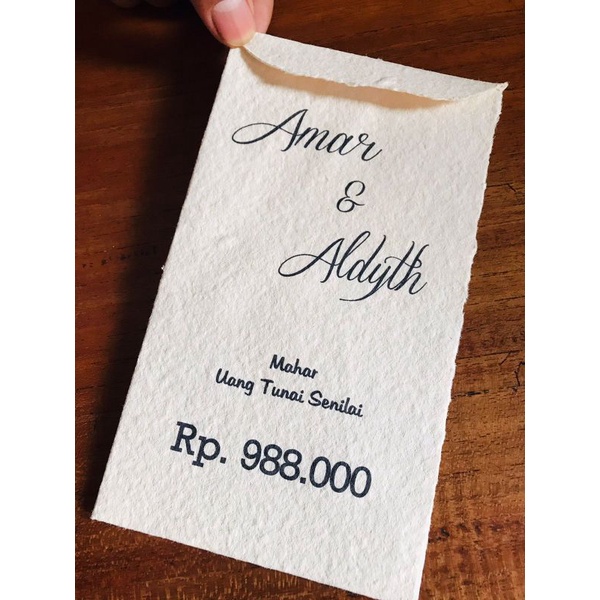 Amar
&
Aldyth
Mahar
Uang Tunai Senilai
Rp. 988.000